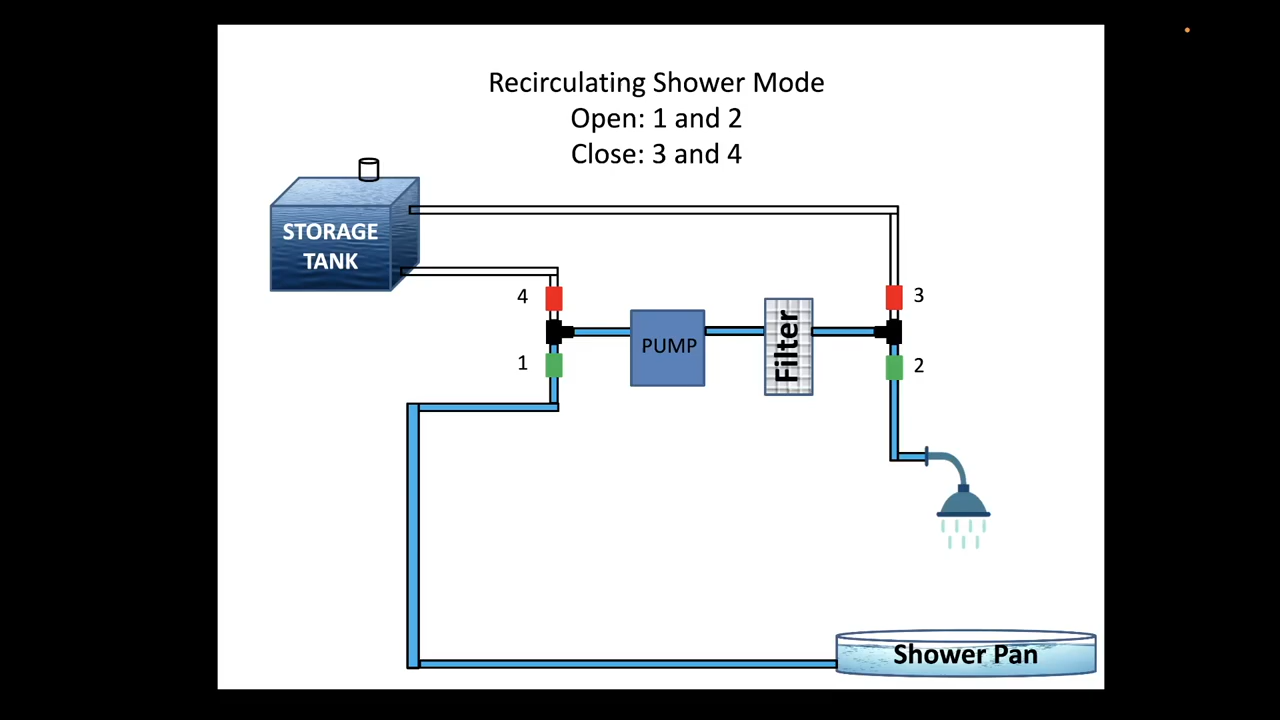 Recirculating Shower Mode
Open: 1 and 2
Close: 3 and 4
STORAGE
TANK
4
3
PUMP
Filter
1
2
Shower Pan